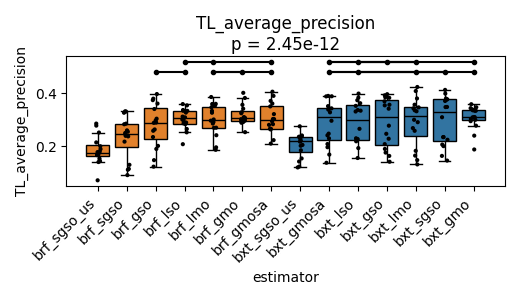 TL_average_precision
p = 2.45e-12
TL_average_precision
0.4
0.2
brf_sgso_us
brf_sgso
brf_gso
brf_lso
brf_lmo
brf_gmo
brf_gmosa
bxt_sgso_us
bxt_gmosa
bxt_lso
bxt_gso
bxt_lmo
bxt_sgso
bxt_gmo
estimator